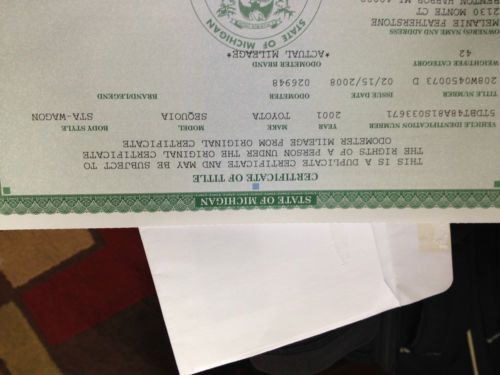 STATE OF MICHIGAN
CERTIFICATE OF TITLE
THIS IS A DUPLICATE CERTIFICATE AND MAY BE SUBJECT TO
THE RIGHTS OF A PERSON UNDER THE ORIGINAL CERTIFICATE
ODOMETER MILEAGE FROM ORIGINAL CERTIFICATE
VEHICLE IDENTIFICATION NUMBER YEAR MAKE MODEL BODY STYLE
5TDBT48A81S033671 2001 TOYOTA SEQUOIA STA-WAGON
TITLE NUMBER ISSUE DATE ODOMETER BRAND/LEGEND
208W0450073 D 02/15/2008 026948
WEIGHT/FEE CATEGORY ODOMETER BRAND
42 *ACTUAL MILEAGE*
OWNER(S) NAME AND ADDRESS
MELANIE FEATHERSTONE
2130 MONTE CT
HARBOR MI
STATE OF MICHIGAN